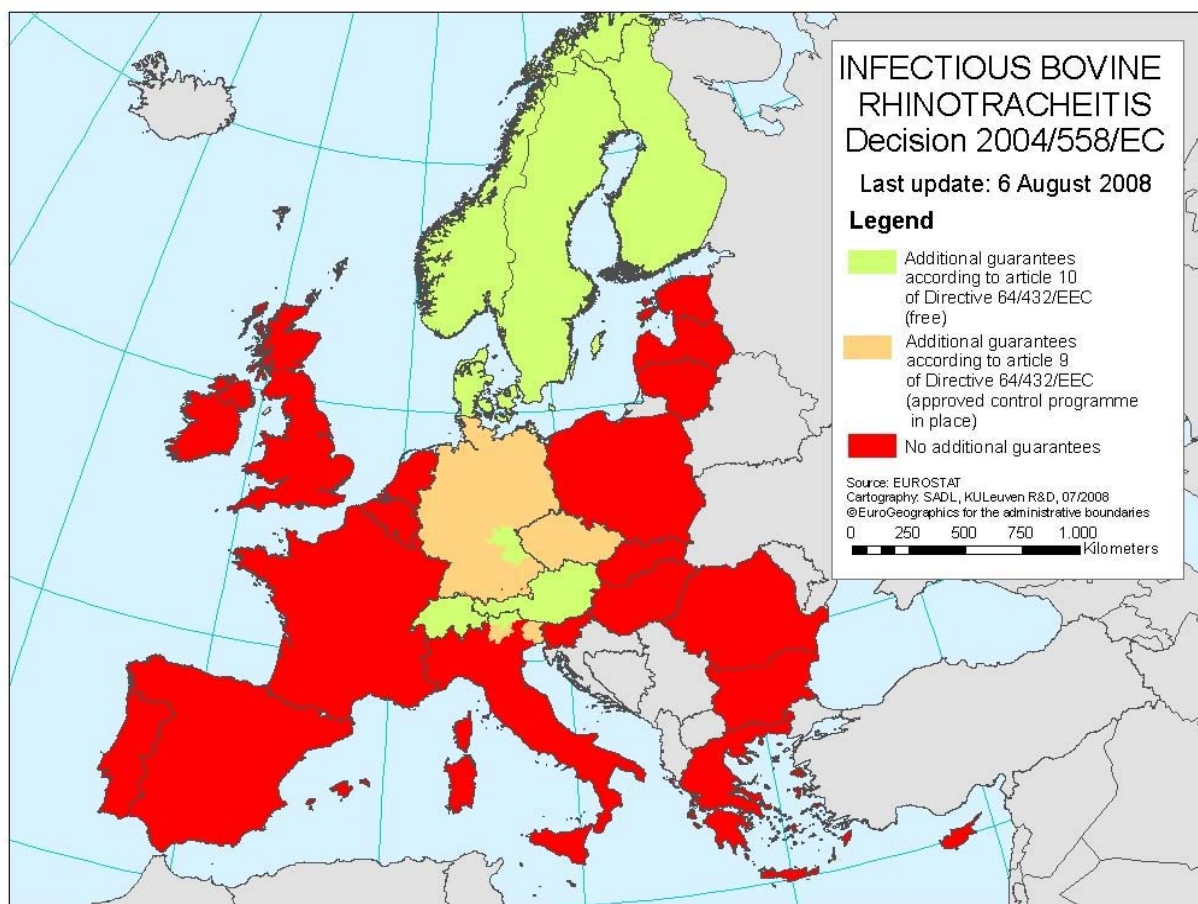 INFECTIOUS BOVINE
RHINOTRACHEITIS
Decision 2004/558/EC
Last update: 6 August 2008
Legend
Additional guarantees
according to article 10
of Directive 64/432/EEC
(free)
Additional guarantees
according to article 9
of Directive 64/432/EEC
(approved control programme
in place)
No additional guarantees
Source: EUROSTAT
Cartography: SADL, KULeuven R&D, 07/2008
©EuroGeographics for the administrative boundaries
0 250 500 750 1.000
Kilometers